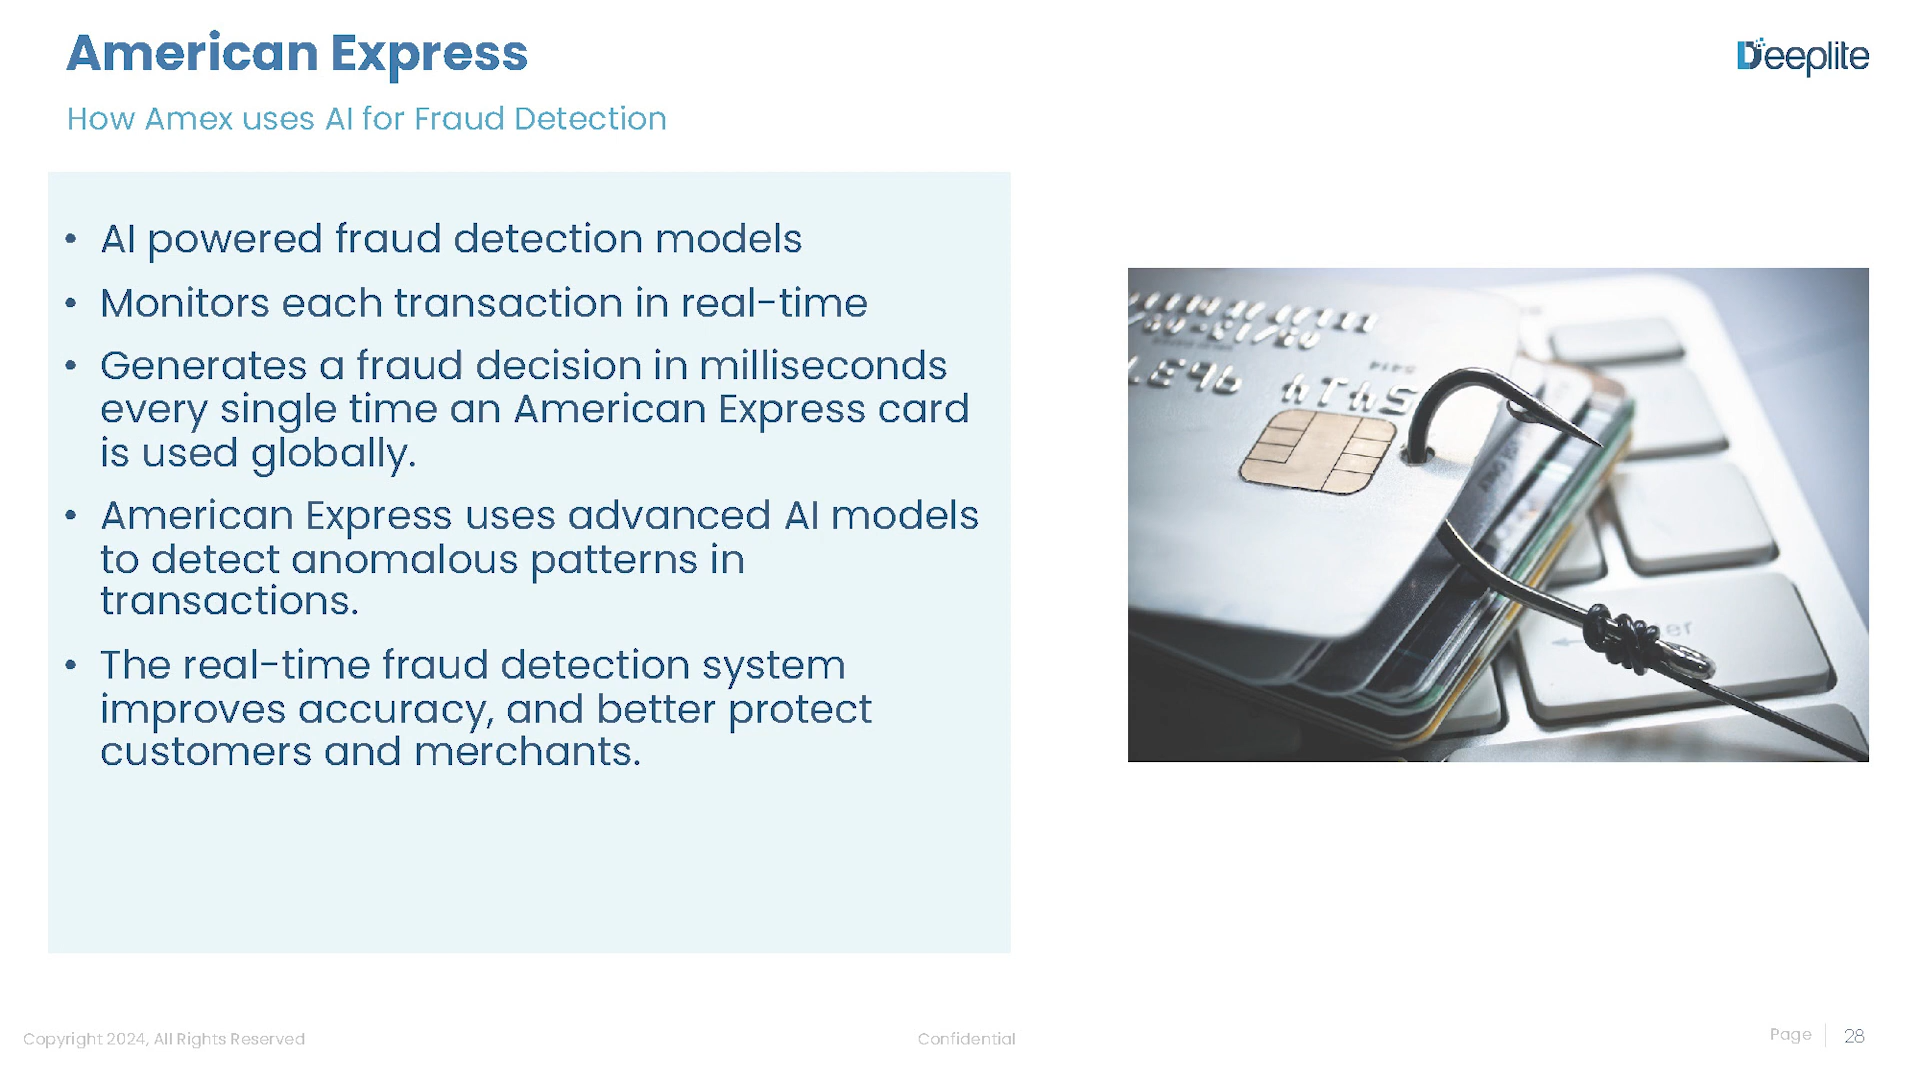 American Express
Deeplite
How Amex uses AI for Fraud Detection
• AI powered fraud detection models
• Monitors each transaction in real-time
• Generates a fraud decision in milliseconds
every single time an American Express card
is used globally.
• American Express uses advanced AI models
to detect anomalous patterns in
transactions.
• The real-time fraud detection system
improves accuracy, and better protect
customers and merchants.
Copyright 2024, All Rights Reserved
Confidential
Page 28